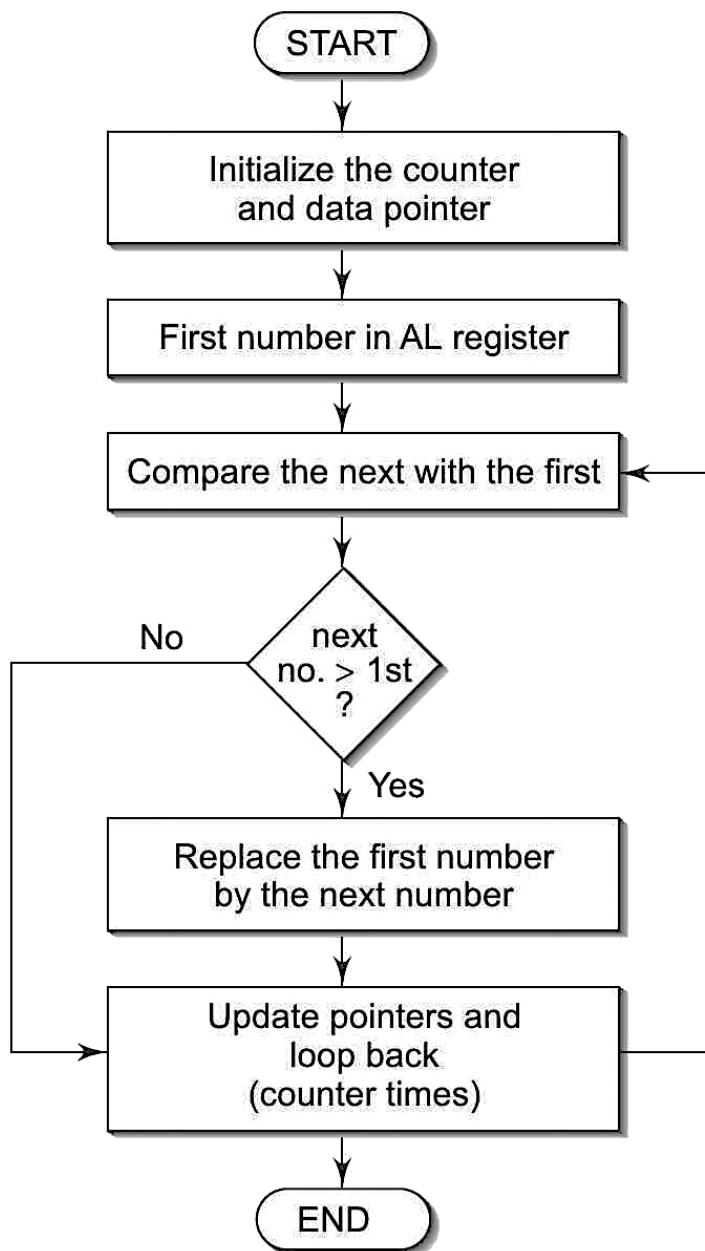 START
Initialize the counter
and data pointer
First number in AL register
Compare the next with the first
No
next
no. > 1st
?
Yes
Replace the first number
by the next number
Update pointers and
loop back
(counter times)
END